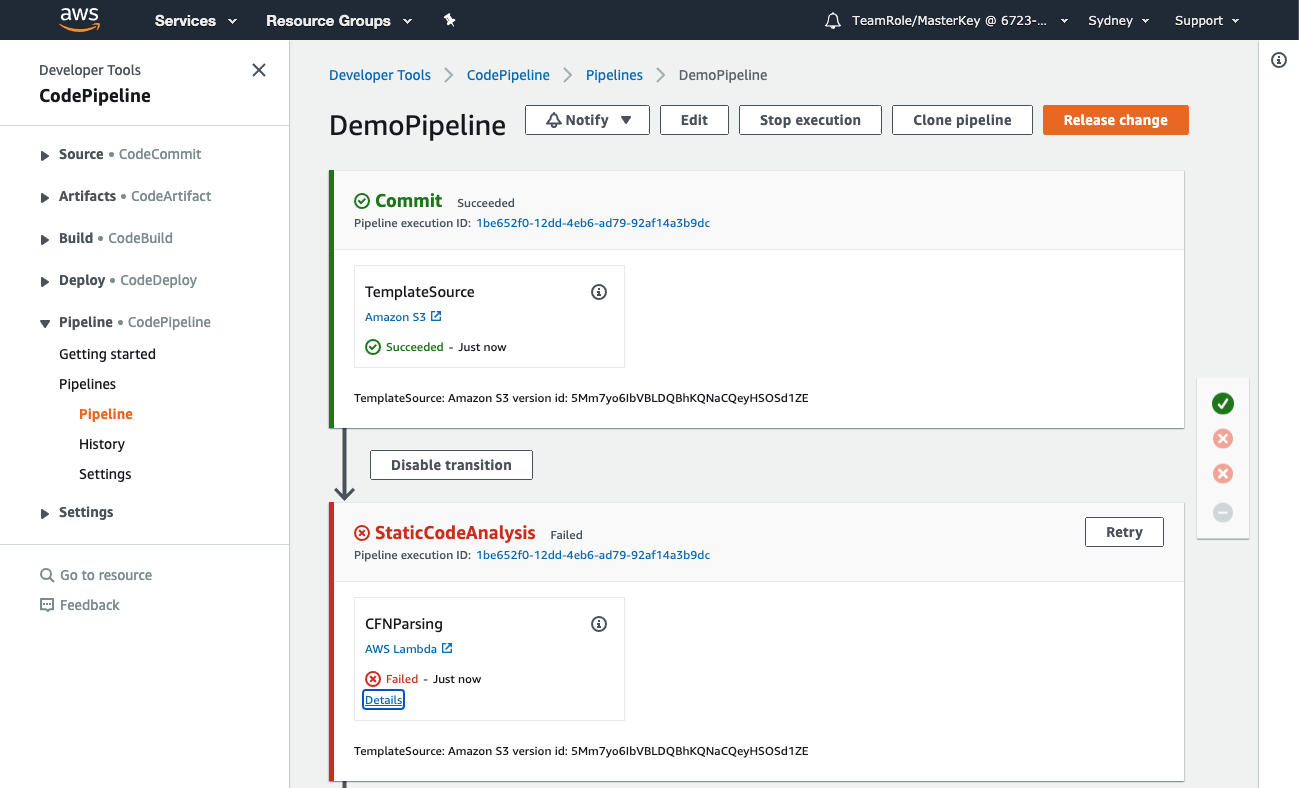 aws Services Resource Groups TeamRole/MasterKey @ 6723-... Sydney Support
Developer Tools
CodePipeline
Source • CodeCommit
Artifacts • CodeArtifact
Build • CodeBuild
Deploy • CodeDeploy
Pipeline • CodePipeline
Getting started
Pipelines
Pipeline
History
Settings
Settings
Go to resource
Feedback
Developer Tools CodePipeline Pipelines DemoPipeline
DemoPipeline Notify Edit Stop execution Clone pipeline Release change
Commit Succeeded
Pipeline execution ID: 1be652f0-12dd-4eb6-ad79-92af14a3b9dc
TemplateSource
Amazon S3
Succeeded - Just now
TemplateSource: Amazon S3 version id: 5Mm7yo6IbVBLDQBhKQNaCQeyHSOSd1ZE
Disable transition
StaticCodeAnalysis Failed Retry
Pipeline execution ID: 1be652f0-12dd-4eb6-ad79-92af14a3b9dc
CFNParsing
AWS Lambda
Failed - Just now
Details
TemplateSource: Amazon S3 version id: 5Mm7yo6IbVBLDQBhKQNaCQeyHSOSd1ZE